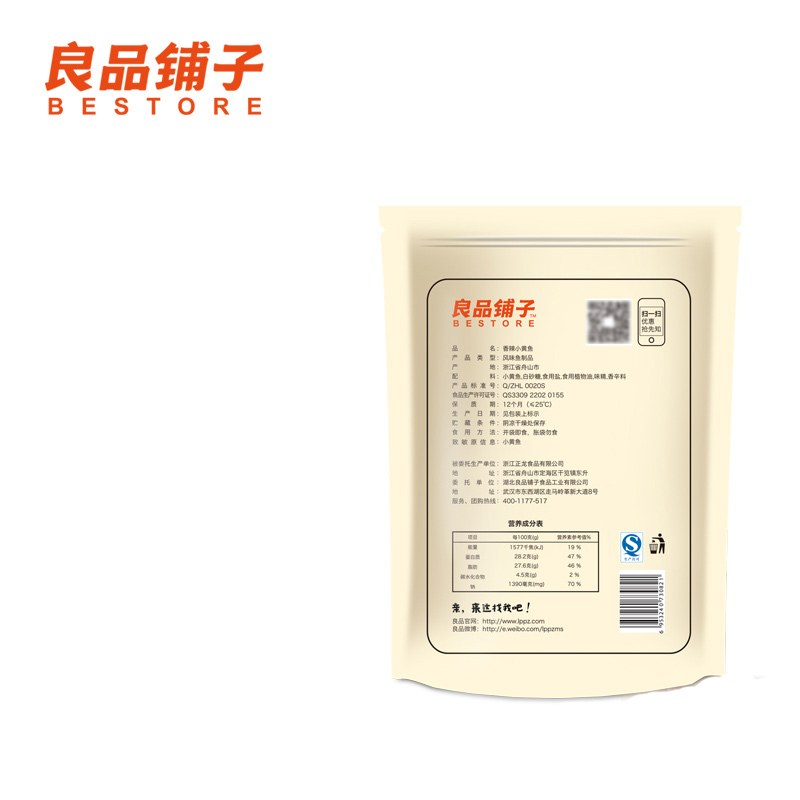 良品铺子
BESTORE
良品铺子TM
BESTORE
扫一扫
优惠
抢先知
品名：香辣小黄鱼
产品类型：风味鱼制品
产地：浙江省舟山市
配料：小黄鱼,白砂糖,食用盐,食用植物油,味精,香辛料
产品标准号：Q/ZHL 0020S
食品生产许可证号：QS3309 2202 0155
保质期：12个月（≤25℃）
生产日期：见包装上标示
贮藏条件：阴凉干燥处保存
食用方法：开袋即食，胀袋勿食
致敏原信息：小黄鱼
被委托生产单位：浙江正龙食品有限公司
地址：浙江省舟山市定海区干览镇东升
委托单位：湖北良品铺子食品工业有限公司
地址：武汉市东西湖区走马岭革新大道8号
服务、团购热线：400-1177-517
营养成分表
项目 每100克(g) 营养素参考值%
能量 1577千焦(kJ) 19 %
蛋白质 28.2克(g) 47 %
脂肪 27.6克(g) 46 %
碳水化合物 4.5克(g) 2 %
钠 1390毫克(mg) 70 %
亲，来这找我吧！
良品官网：http://www.lppz.com
良品微博：http://e.weibo.com/lppzms
QS
生产许可
6953240730821